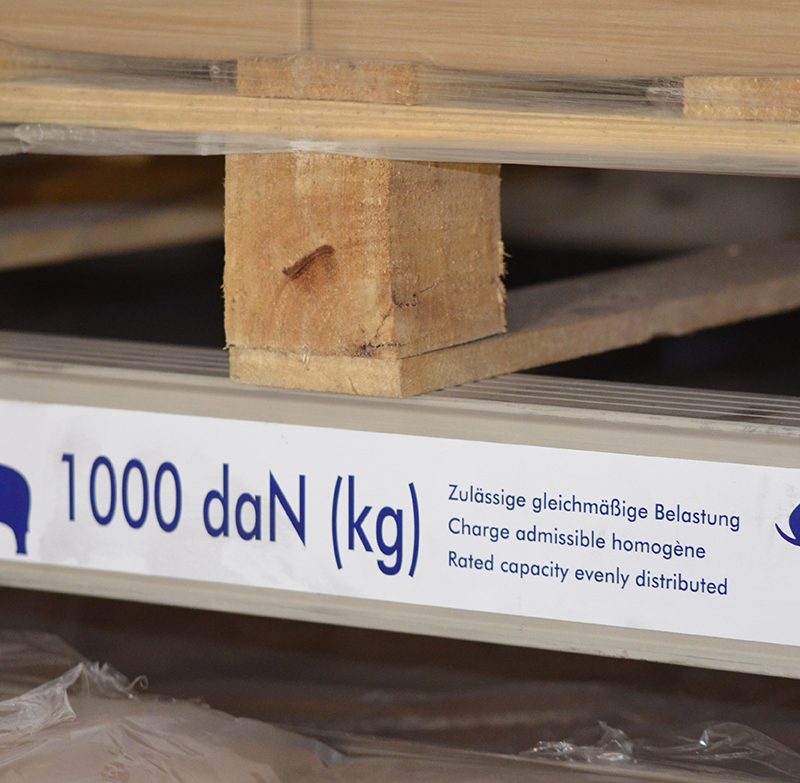 1000 daN (kg)
Zulässige gleichmäßige Belastung
Charge admissible homogène
Rated capacity evenly distributed